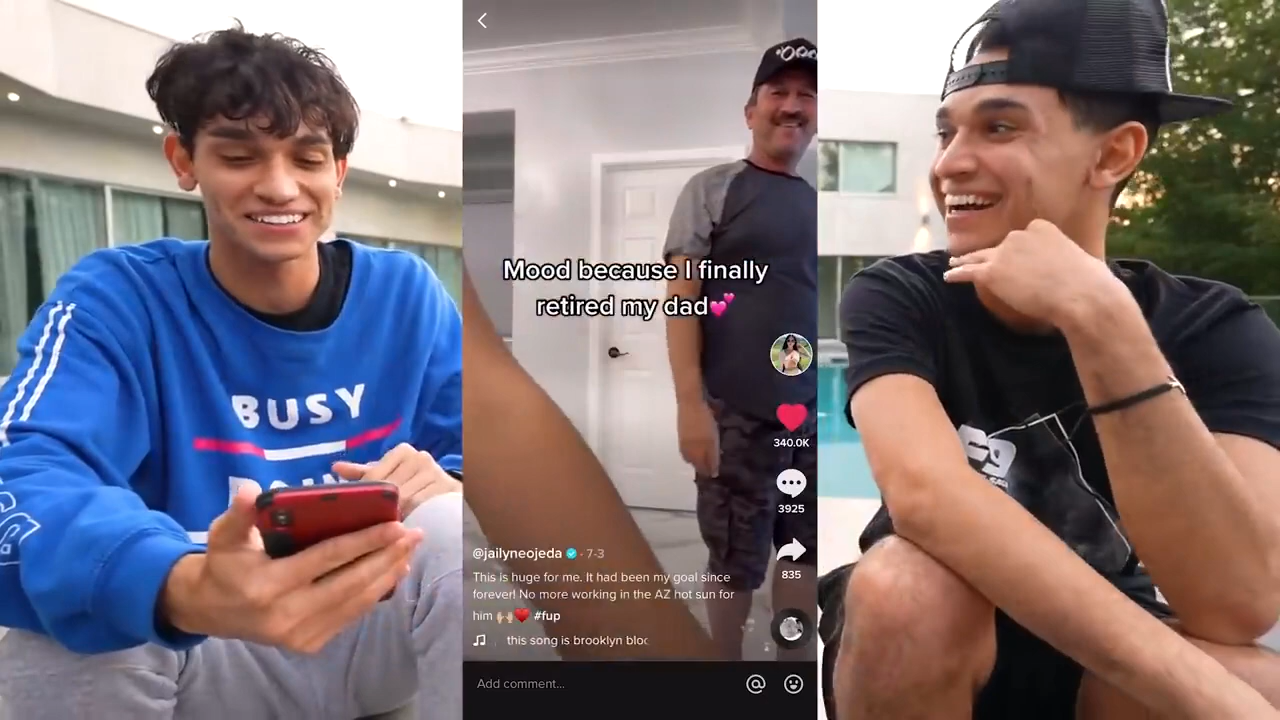 BUSY
Mood because I finally
retired my dad💕
340.0K
3925
835
@jailyneojeda · 7-3
This is huge for me. It had been my goal since
forever! No more working in the AZ hot sun for
him 🙌🏼❤️ #fup
this song is brooklyn bloc
Add comment...